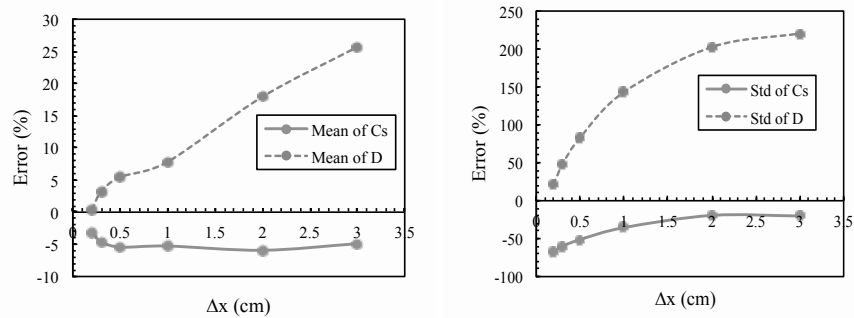 30
25
20
15
10
5
0
-5
-10
0 0.5 1 1.5 2 2.5 3 3.5
Error (%)
Δx (cm)
Mean of Cs
Mean of D
250
200
150
100
50
0
-50
-100
0 0.5 1 1.5 2 2.5 3 3.5
Error (%)
Δx (cm)
Std of Cs
Std of D